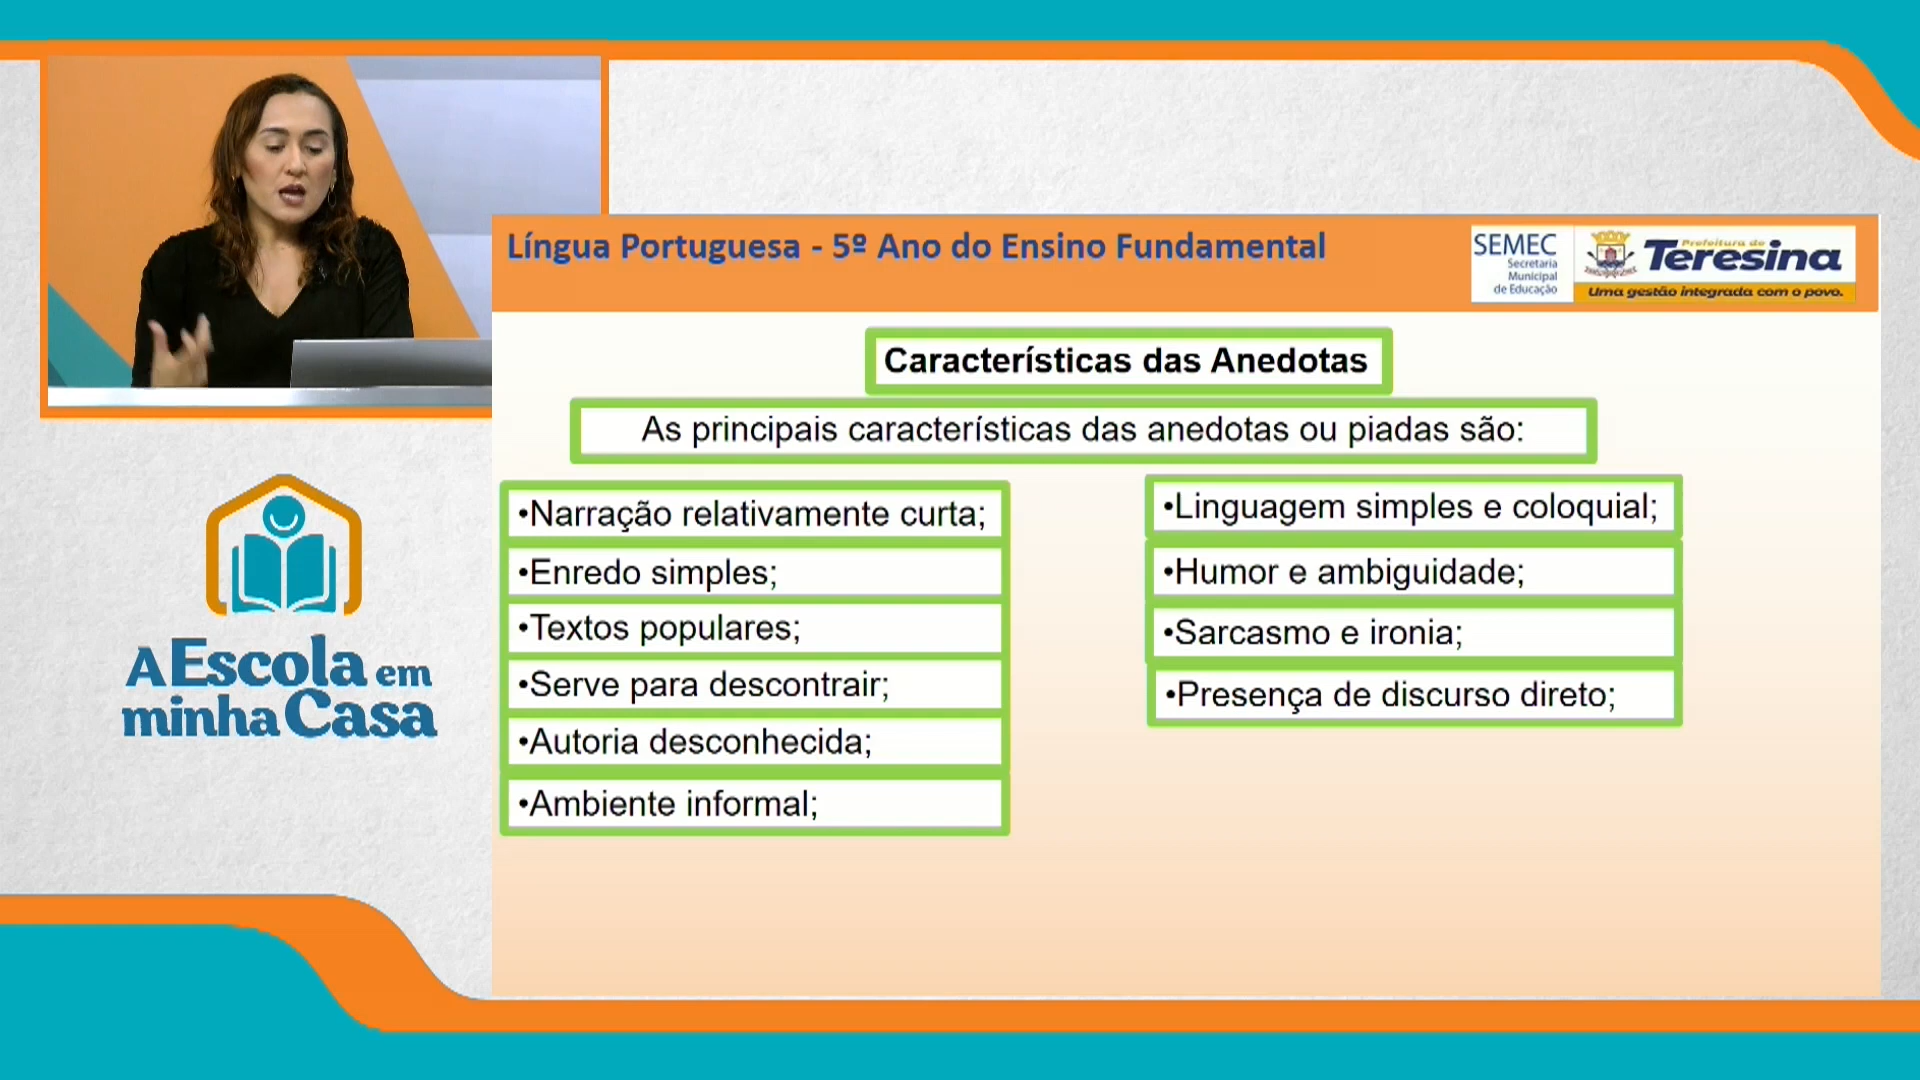 Língua Portuguesa - 5º Ano do Ensino Fundamental
SEMEC
Secretaria
Municipal
de Educação
Prefeitura de
Teresina
Uma gestão integrada com o povo.
Características das Anedotas
As principais características das anedotas ou piadas são:
•Narração relativamente curta;
•Enredo simples;
•Textos populares;
•Serve para descontrair;
•Autoria desconhecida;
•Ambiente informal;
•Linguagem simples e coloquial;
•Humor e ambiguidade;
•Sarcasmo e ironia;
•Presença de discurso direto;
A Escola em
minha Casa